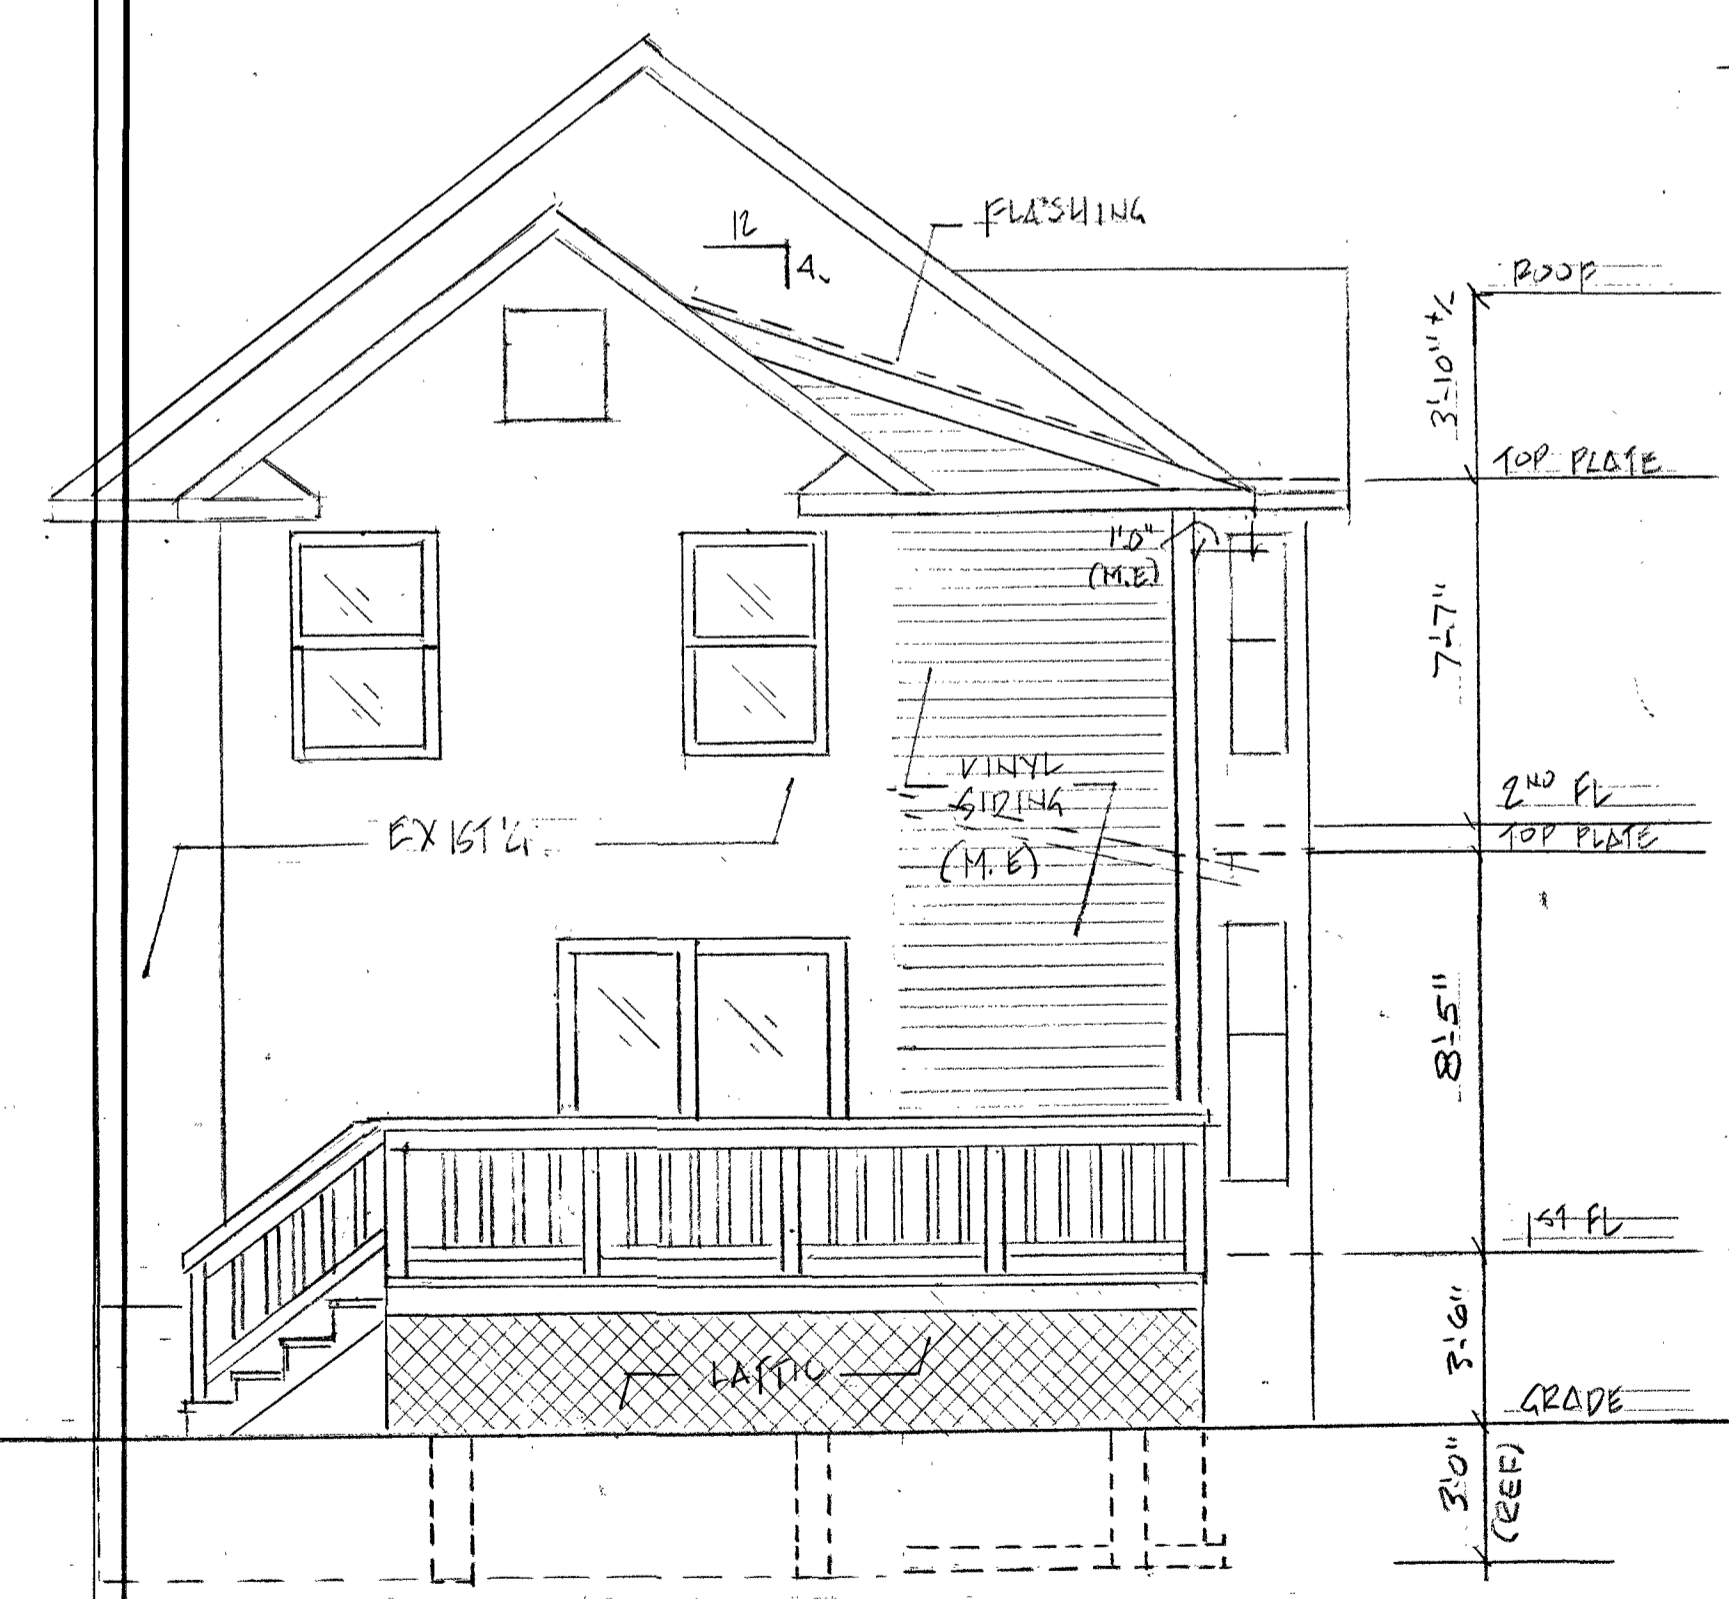 FLASHING
12
4
ROOF
3'-10" +/-
TOP PLATE
1'0"
(M.E)
7'-7"
2ND FL
TOP PLATE
VINYL
SIDING
(M.E)
EXIST'G.
8'-5"
1ST FL
3'-6"
LATTIC
GRADE
3'0"
(REF)